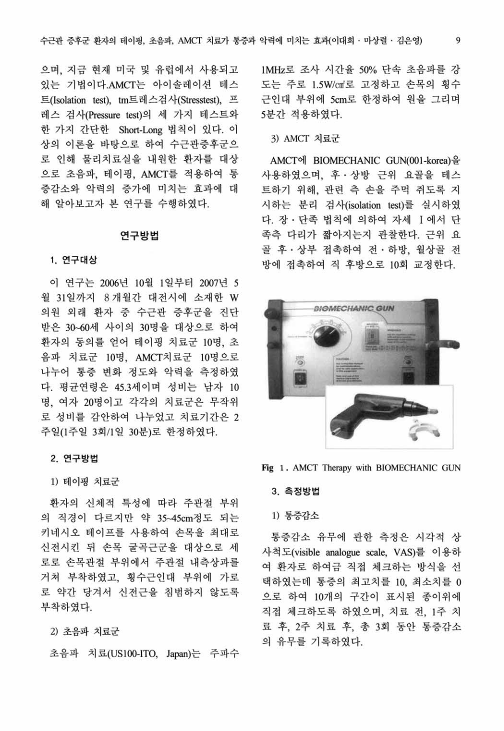 수근관 증후군 환자의 테이핑, 초음파, AMCT 치료가 통증과 악력에 미치는 효과(이대희 · 마상렬 · 김은영) 9
으며, 지금 현재 미국 및 유럽에서 사용되고
있는 기법이다.AMCT는 아이솔레이션 테스
트(Isolation test), tm트레스검사(Stresstest), 프
레스 검사(Pressure test)의 세 가지 테스트와
한 가지 간단한 Short-Long 법칙이 있다. 이
상의 이론을 바탕으로 하여 수근관증후군으
로 인해 물리치료실을 내원한 환자를 대상
으로 초음파, 테이핑, AMCT를 적용하여 통
증감소와 악력의 증가에 미치는 효과에 대
해 알아보고자 본 연구를 수행하였다.
연구방법
1. 연구대상
이 연구는 2006년 10월 1일부터 2007년 5
월 31일까지 8개월간 대전시에 소재한 W
의원 외래 환자 중 수근관 증후군을 진단
받은 30~60세 사이의 30명을 대상으로 하여
환자의 동의를 얻어 테이핑 치료군 10명, 초
음파 치료군 10명, AMCT치료군 10명으로
나누어 통증 변화 정도와 악력을 측정하였
다. 평균연령은 45.3세이며 성비는 남자 10
명, 여자 20명이고 각각의 치료군은 무작위
로 성비를 감안하여 나누었고 치료기간은 2
주일(1주일 3회/1일 30분)로 한정하였다.
2. 연구방법
1) 테이핑 치료군
환자의 신체적 특성에 따라 주관절 부위
의 직경이 다르지만 약 35~45cm정도 되는
키네시오 테이프를 사용하여 손목을 최대로
신전시킨 뒤 손목 굴곡근군을 대상으로 세
로로 손목관절 부위에서 주관절 내측상과를
거쳐 부착하였고, 횡수근인대 부위에 가로
로 약간 당겨서 신전근을 침범하지 않도록
부착하였다.
2) 초음파 치료군
초음파 치료(US100-ITO, Japan)는 주파수
1MHz로 조사 시간율 50% 단속 초음파를 강
도는 주로 1.5W/㎠로 고정하고 손목의 횡수
근인대 부위에 5cm로 한정하여 원을 그리며
5분간 적용하였다.
3) AMCT 치료군
AMCT에 BIOMECHANIC GUN(001-korea)을
사용하였으며, 후 · 상방 근위 요골을 테스
트하기 위해, 관련 측 손을 주먹 쥐도록 지
시하는 분리 검사(isolation test)를 실시하였
다. 장 · 단족 법칙에 의하여 자세 Ⅰ에서 단
족측 다리가 짧아지는지 관찰한다. 근위 요
골 후 · 상부 접촉하여 전 · 하방, 월상골 전
방에 접촉하여 직 후방으로 10회 교정한다.
BIOMECHANIC GUN
Fig 1. AMCT Therapy with BIOMECHANIC GUN
3. 측정방법
1) 통증감소
통증감소 유무에 관한 측정은 시각적 상
사척도(visible analogue scale, VAS)를 이용하
여 환자로 하여금 직접 체크하는 방식을 선
택하였는데 통증의 최고치를 10, 최소치를 0
으로 하여 10개의 구간이 표시된 종이위에
직접 체크하도록 하였으며, 치료 전, 1주 치
료 후, 2주 치료 후, 총 3회 동안 통증감소
의 유무를 기록하였다.